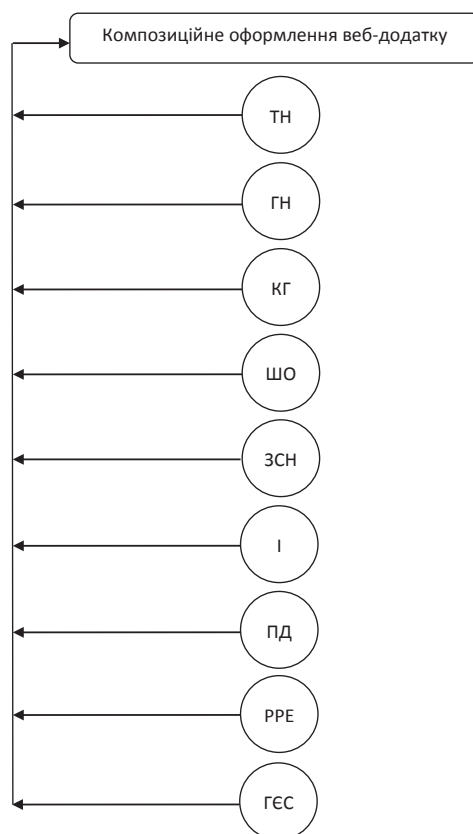 Композиційне оформлення веб-додатку
ТН
ГН
КГ
ШО
ЗСН
І
ПД
РРЕ
ГЄС